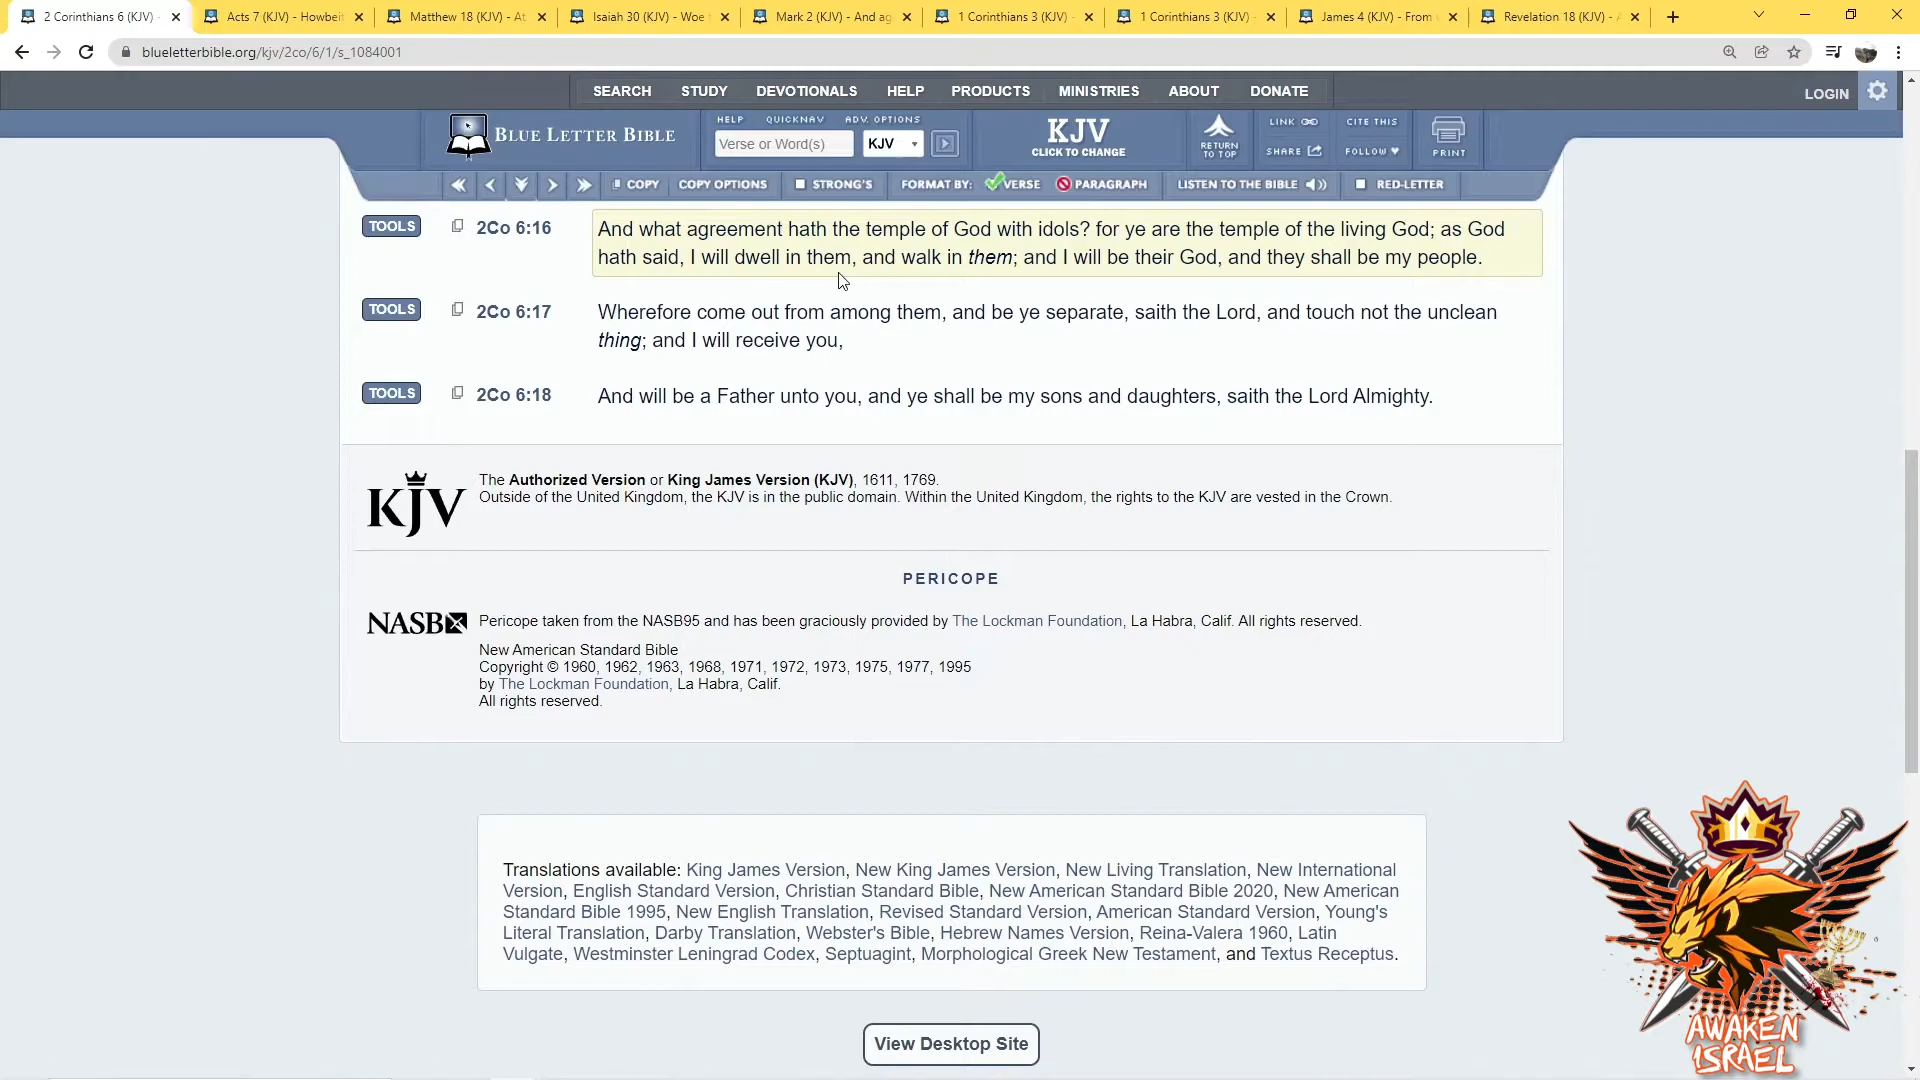 2 Corinthians 6 (KJV) -
Acts 7 (KJV) - Howbeit
Matthew 18 (KJV) - At
Isaiah 30 (KJV) - Woe
Mark 2 (KJV) - And ag
1 Corinthians 3 (KJV) -
1 Corinthians 3 (KJV) -
James 4 (KJV) - From
Revelation 18 (KJV) -
blueletterbible.org/kjv/2co/6/1/s_1084001
SEARCH STUDY DEVOTIONALS HELP PRODUCTS MINISTRIES ABOUT DONATE
LOGIN
BLUE LETTER BIBLE
HELP QUICKNAV ADV. OPTIONS
Verse or Word(s)
KJV
KJV
CLICK TO CHANGE
RETURN
TO TOP
LINK
SHARE
CITE THIS
FOLLOW
PRINT
COPY COPY OPTIONS STRONG'S FORMAT BY: VERSE PARAGRAPH LISTEN TO THE BIBLE RED-LETTER
TOOLS 2Co 6:16 And what agreement hath the temple of God with idols? for ye are the temple of the living God; as God
hath said, I will dwell in them, and walk in them; and I will be their God, and they shall be my people.
TOOLS 2Co 6:17 Wherefore come out from among them, and be ye separate, saith the Lord, and touch not the unclean
thing; and I will receive you,
TOOLS 2Co 6:18 And will be a Father unto you, and ye shall be my sons and daughters, saith the Lord Almighty.
KJV
The Authorized Version or King James Version (KJV), 1611, 1769.
Outside of the United Kingdom, the KJV is in the public domain. Within the United Kingdom, the rights to the KJV are vested in the Crown.
PERICOPE
NASB
Pericope taken from the NASB95 and has been graciously provided by The Lockman Foundation, La Habra, Calif. All rights reserved.
New American Standard Bible
Copyright © 1960, 1962, 1963, 1968, 1971, 1972, 1973, 1975, 1977, 1995
by The Lockman Foundation, La Habra, Calif.
All rights reserved.
Translations available: King James Version, New King James Version, New Living Translation, New International
Version, English Standard Version, Christian Standard Bible, New American Standard Bible 2020, New American
Standard Bible 1995, New English Translation, Revised Standard Version, American Standard Version, Young's
Literal Translation, Darby Translation, Webster's Bible, Hebrew Names Version, Reina-Valera 1960, Latin
Vulgate, Westminster Leningrad Codex, Septuagint, Morphological Greek New Testament, and Textus Receptus.
View Desktop Site
AWAKEN
ISRAEL